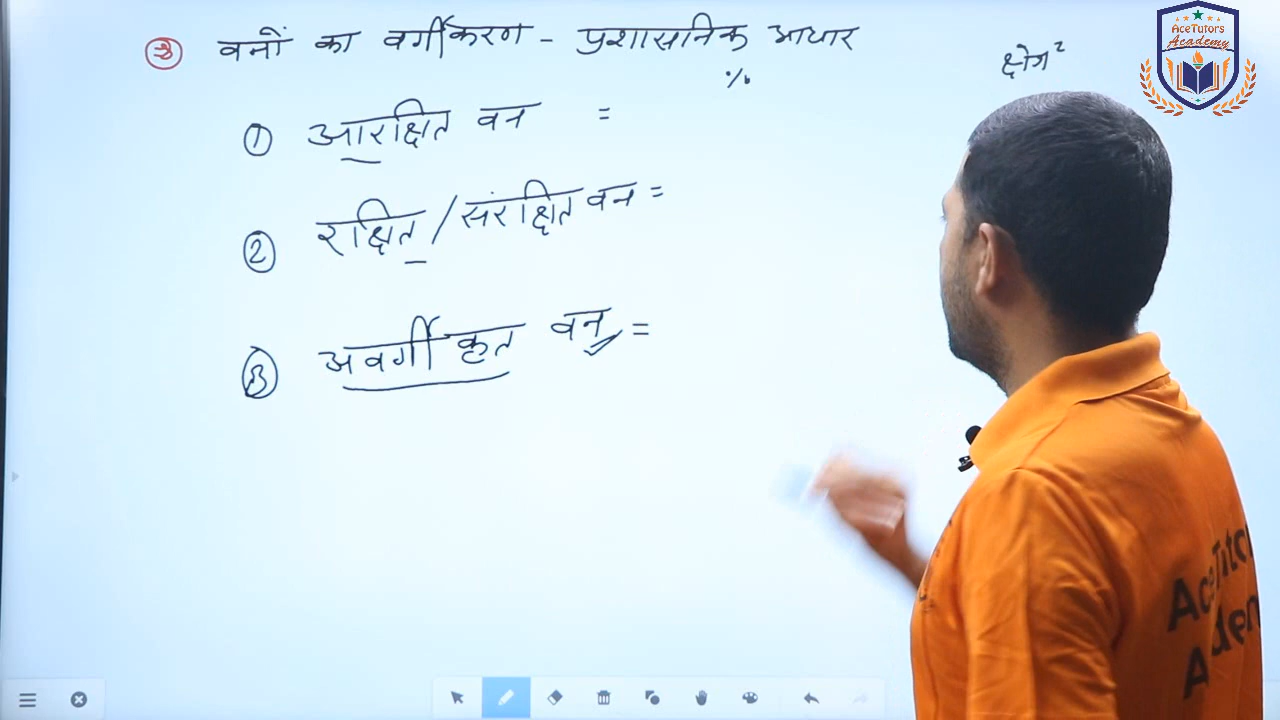 ⇒ वनों का वर्गीकरण - प्रशासनिक आधार
% क्षेत्र²
① आरक्षित वन =
② रक्षित / संरक्षित वन =
③ अवर्गीकृत वन =
AceTutors
Academy